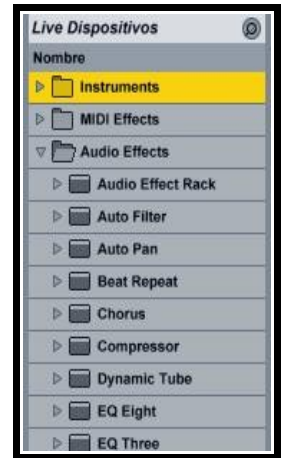 Live Dispositivos
Nombre
Instruments
MIDI Effects
Audio Effects
Audio Effect Rack
Auto Filter
Auto Pan
Beat Repeat
Chorus
Compressor
Dynamic Tube
EQ Eight
EQ Three